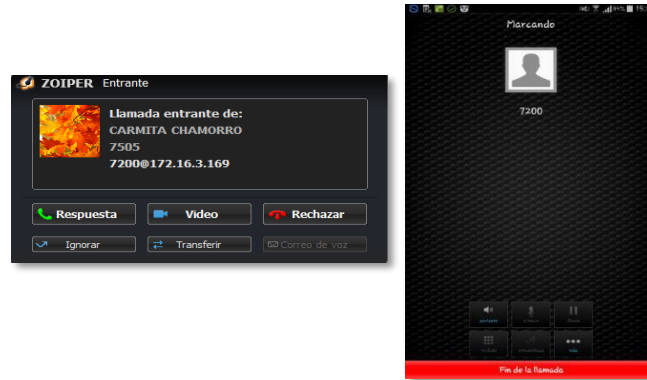 ZOIPER Entrante
Llamada entrante de:
CARMITA CHAMORRO
7505
7200@172.16.3.169
Respuesta
Video
Rechazar
Ignorar
Transferir
Correo de voz
Marcando
7200
Fin de la llamada